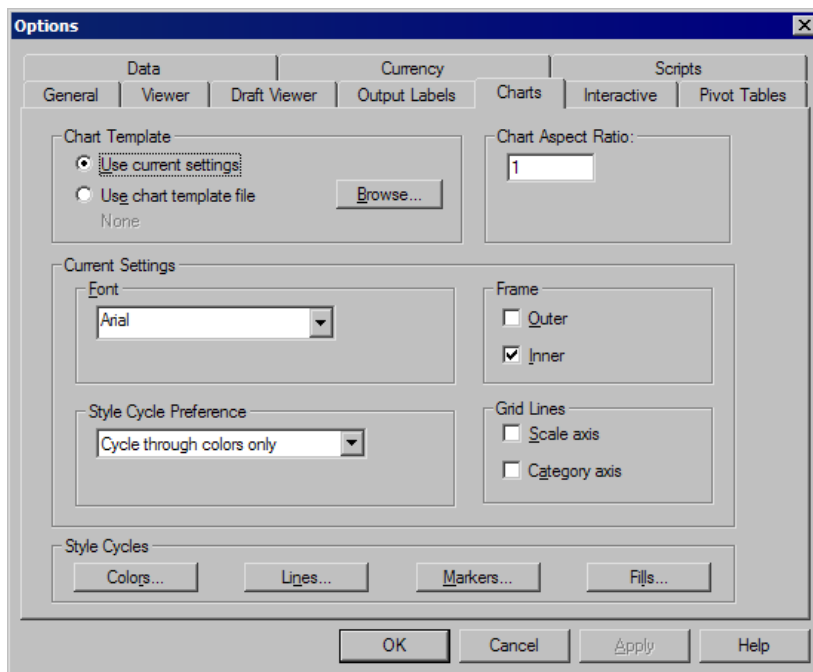 Options
Data Currency Scripts
General Viewer Draft Viewer Output Labels Charts Interactive Pivot Tables
Chart Template
Use current settings
Use chart template file
Browse...
None
Chart Aspect Ratio:
1
Current Settings
Font
Arial
Frame
Outer
Inner
Style Cycle Preference
Cycle through colors only
Grid Lines
Scale axis
Category axis
Style Cycles
Colors... Lines... Markers... Fills...
OK Cancel Apply Help